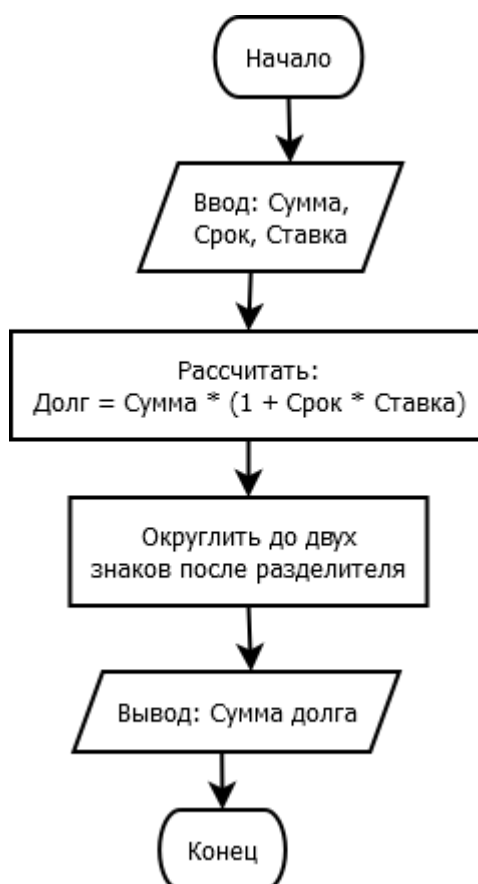 Начало
Ввод: Сумма,
Срок, Ставка
Рассчитать:
Долг = Сумма * (1 + Срок * Ставка)
Округлить до двух
знаков после разделителя
Вывод: Сумма долга
Конец